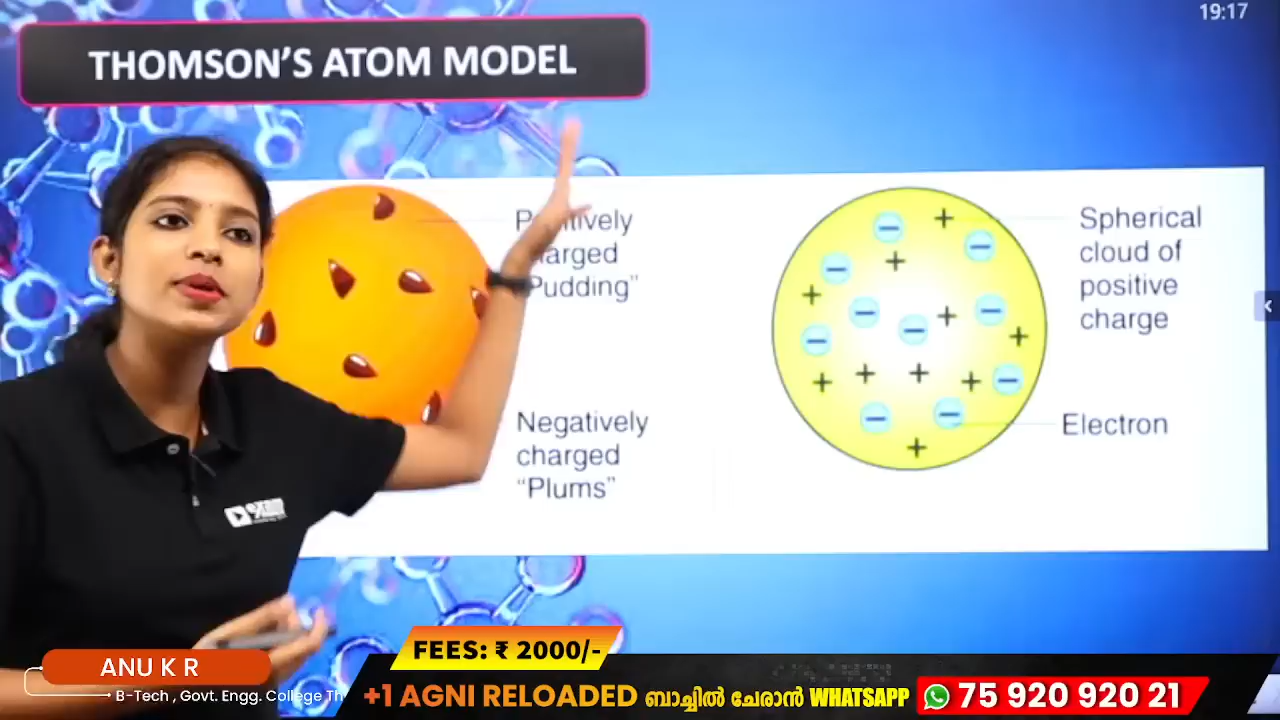 19:17
THOMSON'S ATOM MODEL
Positively
charged
"Pudding"
Negatively
charged
"Plums"
Spherical
cloud of
positive
charge
Electron
FEES: ₹ 2000/-
ANU K R
B-Tech , Govt. Engg. College Th
+1 AGNI RELOADED ബാച്ചിൽ ചേരാൻ WHATSAPP 75 920 920 21